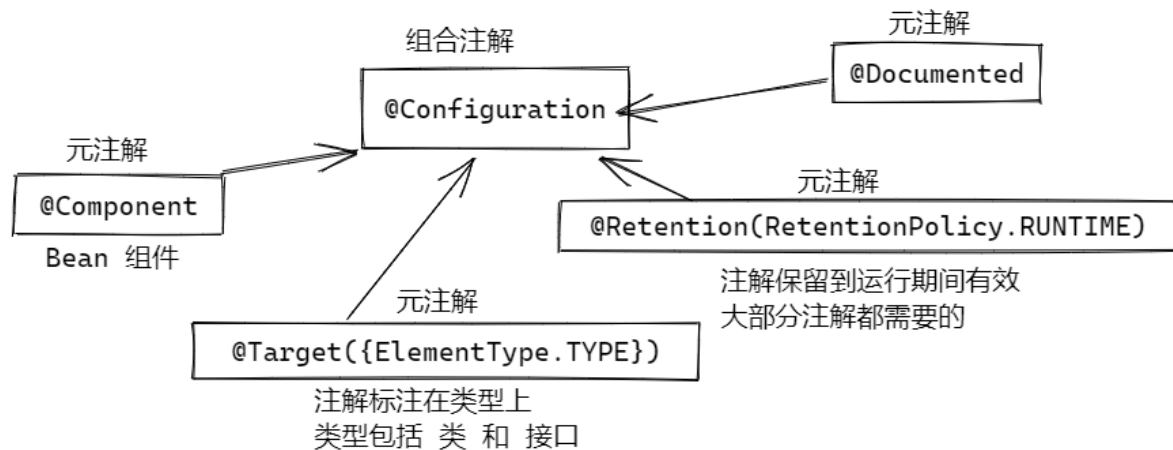 元注解
@Documented
组合注解
@Configuration
元注解
@Component
Bean 组件
元注解
@Retention(RetentionPolicy.RUNTIME)
注解保留到运行期间有效
大部分注解都需要的
元注解
@Target({ElementType.TYPE})
注解标注在类型上
类型包括 类 和 接口